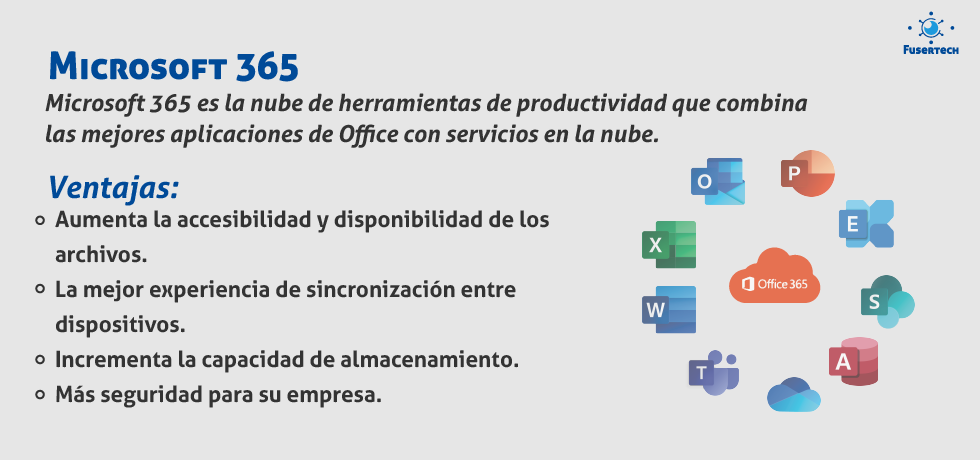 FUSERTECH
MICROSOFT 365
Microsoft 365 es la nube de herramientas de productividad que combina
las mejores aplicaciones de Office con servicios en la nube.
Ventajas:
Aumenta la accesibilidad y disponibilidad de los
archivos.
La mejor experiencia de sincronización entre
dispositivos.
Incrementa la capacidad de almacenamiento.
Más seguridad para su empresa.
O
P
E
X
Office 365
S
W
A
T